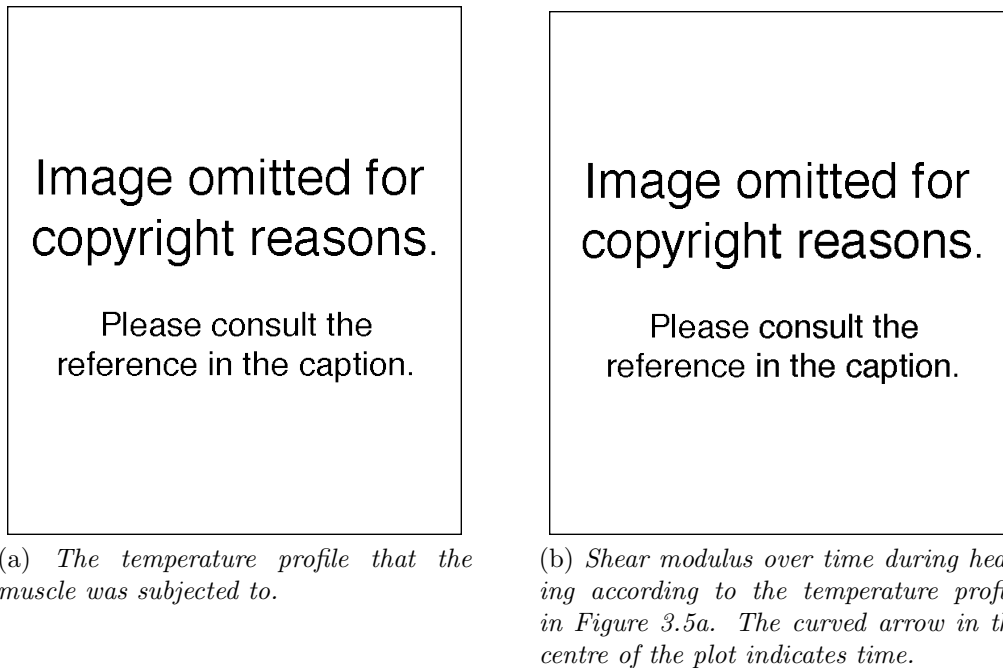 Image omitted for
copyright reasons.
Please consult the
reference in the caption.
Image omitted for
copyright reasons.
Please consult the
reference in the caption.
(a) The temperature profile that the
muscle was subjected to.
(b) Shear modulus over time during
ing according to the temperature
in Figure 3.5a. The curved arrow in
centre of the plot indicates time.